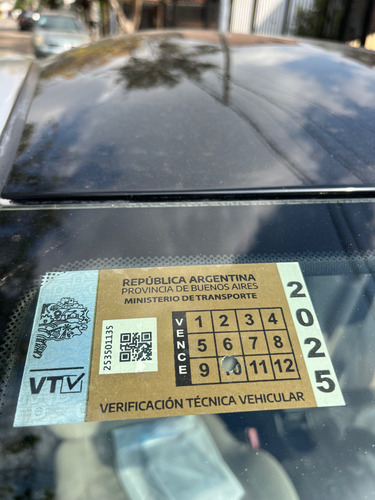 REPÚBLICA ARGENTINA
PROVINCIA DE BUENOS AIRES
MINISTERIO DE TRANSPORTE
253501135
VENCE
1 2 3 4
5 6 7 8
9 10 11 12
2025
VTV
VERIFICACIÓN TÉCNICA VEHICULAR